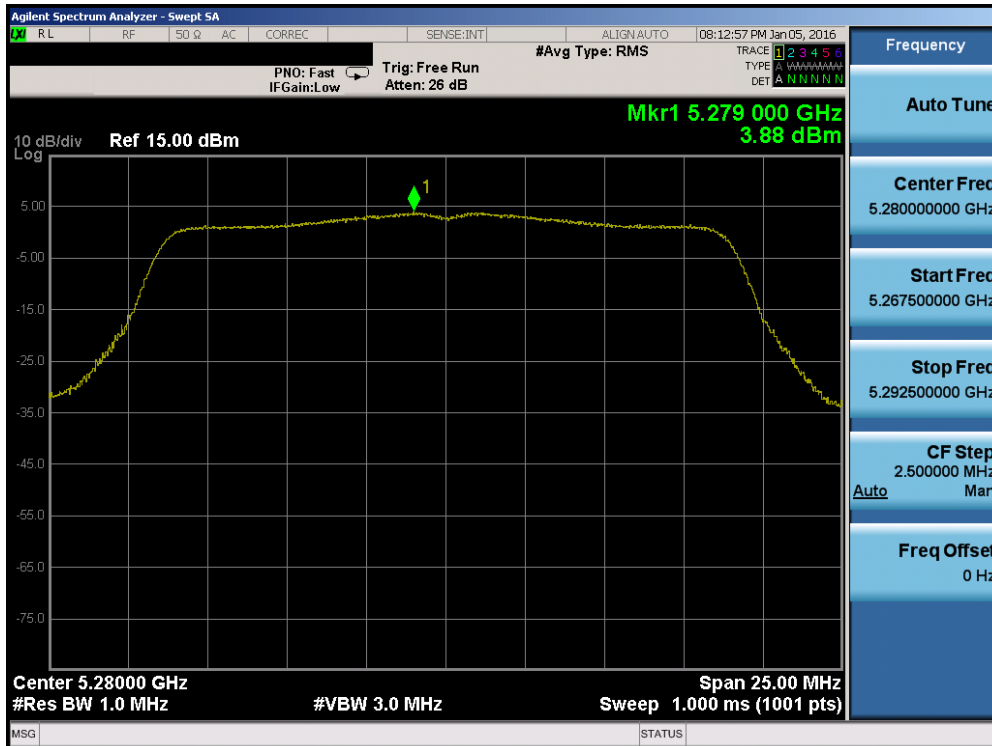 Agilent Spectrum Analyzer - Swept SA
LXI RL RF 50 Ω AC CORREC SENSE:INT ALIGN AUTO 08:12:57 PM Jan 05, 2016
#Avg Type: RMS TRACE 1 2 3 4 5 6
PNO: Fast Trig: Free Run TYPE A WWWWW
IFGain:Low Atten: 26 dB DET A N N N N N
Mkr1 5.279 000 GHz
10 dB/div Ref 15.00 dBm 3.88 dBm
Log
1
5.00
-5.00
-15.0
-25.0
-35.0
-45.0
-55.0
-65.0
-75.0
Center 5.28000 GHz Span 25.00 MHz
#Res BW 1.0 MHz #VBW 3.0 MHz Sweep 1.000 ms (1001 pts)
MSG STATUS
Frequency
Auto Tune
Center Freq
5.280000000 GHz
Start Freq
5.267500000 GHz
Stop Freq
5.292500000 GHz
CF Step
2.500000 MHz
Auto Man
Freq Offset
0 Hz